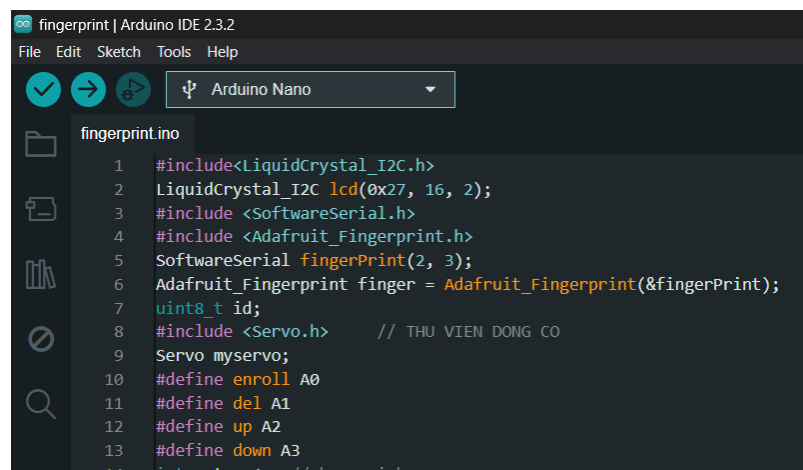 fingerprint | Arduino IDE 2.3.2
File Edit Sketch Tools Help
Arduino Nano
fingerprint.ino
1 #include<LiquidCrystal_I2C.h>
2 LiquidCrystal_I2C lcd(0x27, 16, 2);
3 #include <SoftwareSerial.h>
4 #include <Adafruit_Fingerprint.h>
5 SoftwareSerial fingerPrint(2, 3);
6 Adafruit_Fingerprint finger = Adafruit_Fingerprint(&fingerPrint);
7 uint8_t id;
8 #include <Servo.h> // THU VIEN DONG CO
9 Servo myservo;
10 #define enroll A0
11 #define del A1
12 #define up A2
13 #define down A3